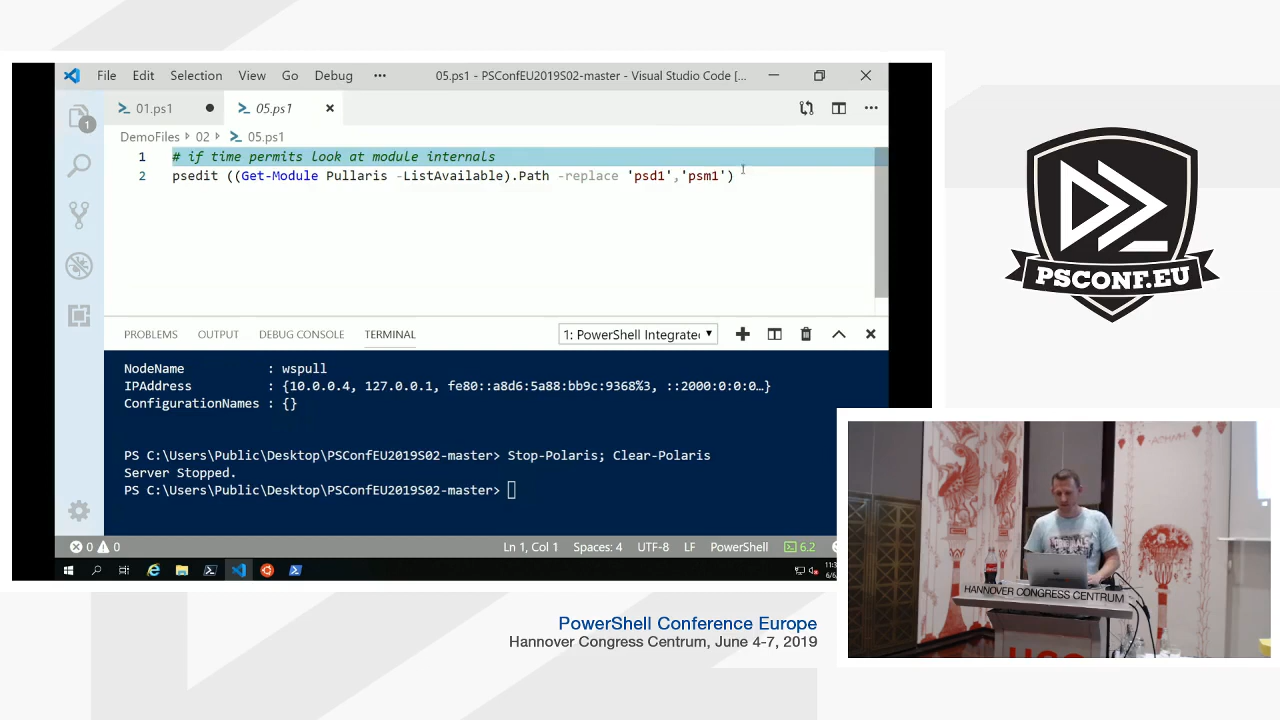 File Edit Selection View Go Debug ••• 05.ps1 - PSConfEU2019S02-master - Visual Studio Code [...
1
01.ps1 05.ps1
DemoFiles 02 05.ps1
1 # if time permits look at module internals
2 psedit ((Get-Module Pullaris -ListAvailable).Path -replace 'psd1','psm1')
PROBLEMS OUTPUT DEBUG CONSOLE TERMINAL 1: PowerShell Integrate
NodeName : wspull
IPAddress : {10.0.0.4, 127.0.0.1, fe80::a8d6:5a88:bb9c:9368%3, ::2000:0:0:0…}
ConfigurationNames : {}
PS C:\Users\Public\Desktop\PSConfEU2019S02-master> Stop-Polaris; Clear-Polaris
Server Stopped.
PS C:\Users\Public\Desktop\PSConfEU2019S02-master>
0 0 Ln 1, Col 1 Spaces: 4 UTF-8 LF PowerShell 6.2
PSCONF.EU
HANNOVER CONGRESS CENTRUM
PowerShell Conference Europe
Hannover Congress Centrum, June 4-7, 2019